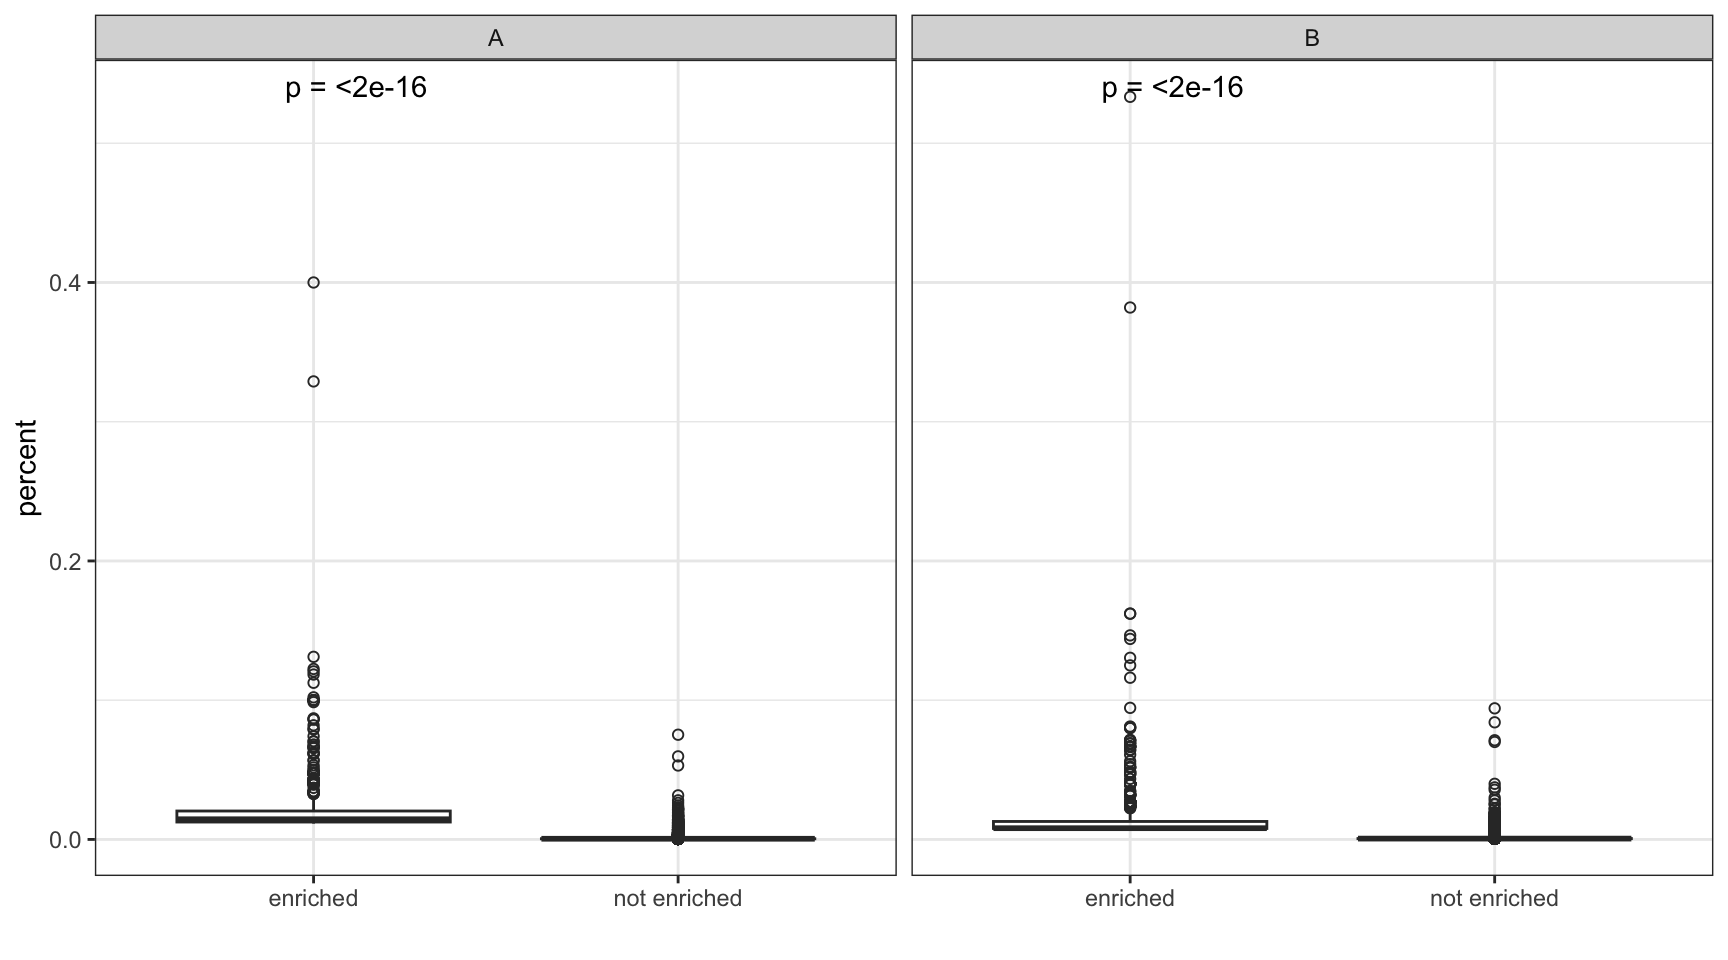 A
B
p = <2e-16
p = <2e-16
percent
0.4
0.2
0.0
enriched
not enriched
enriched
not enriched